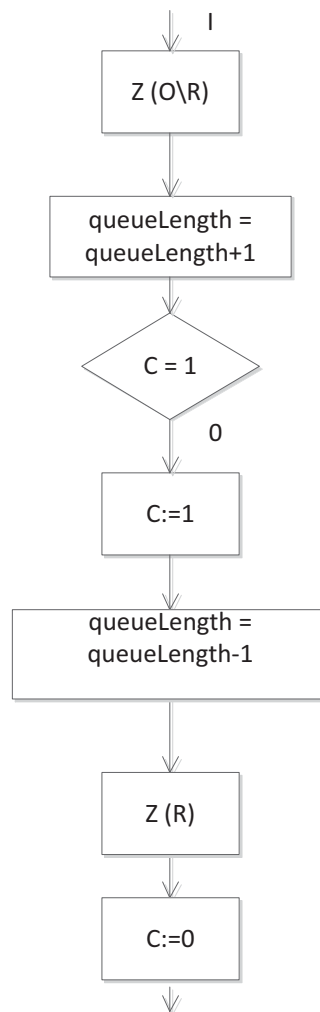 I
Z (O\R)
queueLength =
queueLength+1
C = 1
0
C:=1
queueLength =
queueLength-1
Z (R)
C:=0